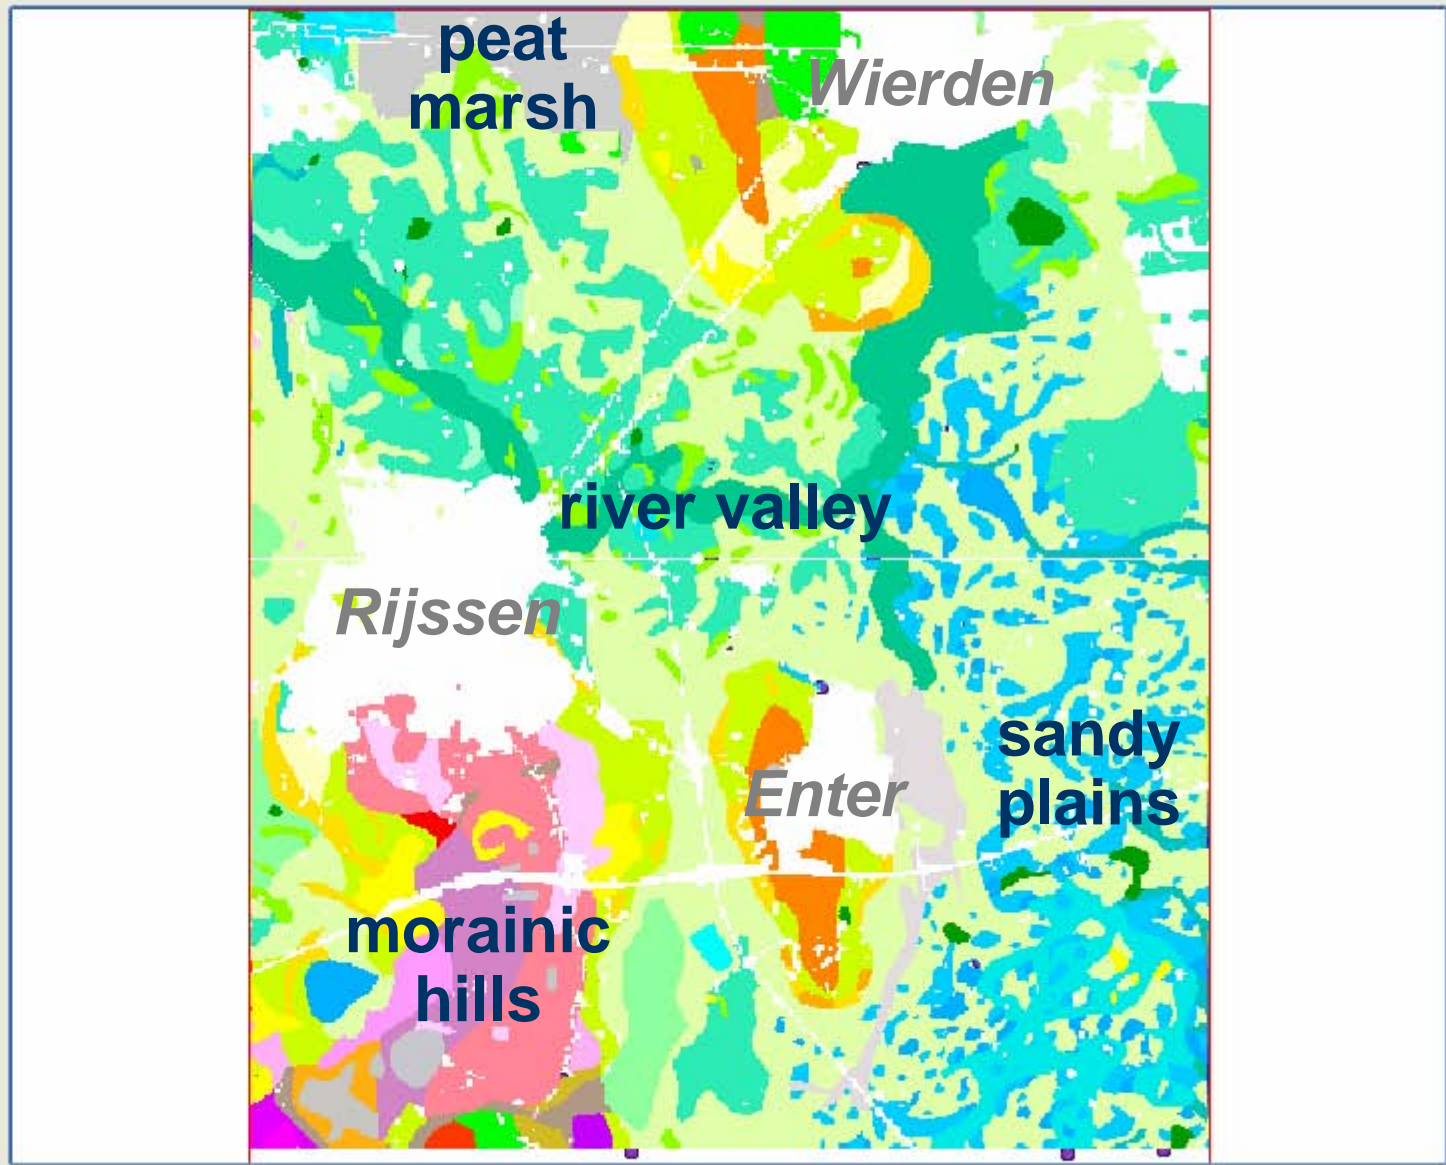 peat
marsh
Wierden
river valley
Rijssen
sandy
plains
Enter
morainic
hills